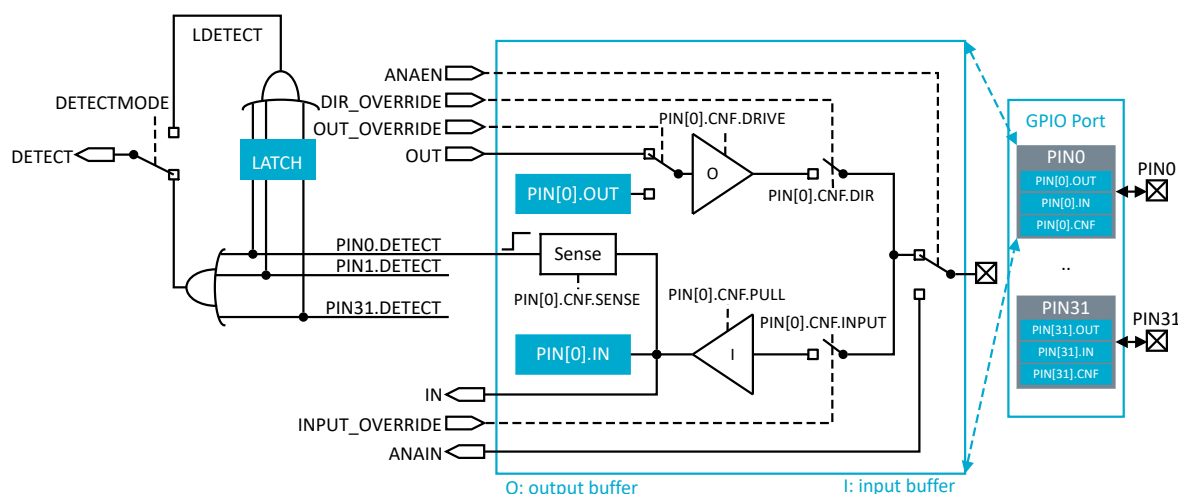 LDETECT
ANAEN
DETECTMODE
DIR_OVERRIDE
PIN[0].CNF.DRIVE
OUT_OVERRIDE
GPIO Port
DETECT
OUT
LATCH
O
PIN0
PIN0
PIN[0].OUT
PIN[0].CNF.DIR
PIN[0].OUT
PIN[0].IN
PIN[0].CNF
PIN0.DETECT
Sense
PIN1.DETECT
..
PIN[0].CNF.SENSE
PIN[0].CNF.PULL
PIN31.DETECT
PIN[0].CNF.INPUT
PIN31
PIN31
PIN[31].OUT
PIN[0].IN
I
PIN[31].IN
PIN[31].CNF
IN
INPUT_OVERRIDE
ANAIN
O: output buffer
I: input buffer